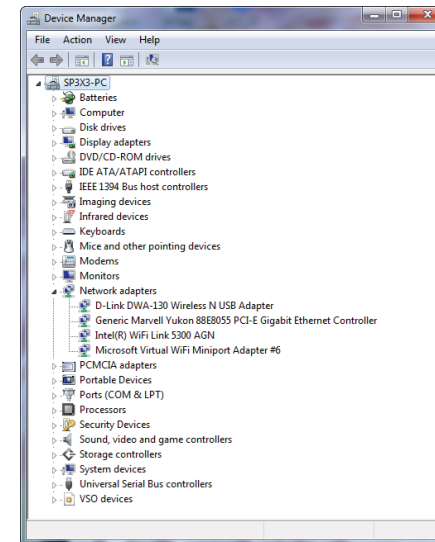 Device Manager
File Action View Help
SP3X3-PC
Batteries
Computer
Disk drives
Display adapters
DVD/CD-ROM drives
IDE ATA/ATAPI controllers
IEEE 1394 Bus host controllers
Imaging devices
Infrared devices
Keyboards
Mice and other pointing devices
Modems
Monitors
Network adapters
D-Link DWA-130 Wireless N USB Adapter
Generic Marvell Yukon 88E8055 PCI-E Gigabit Ethernet Controller
Intel(R) WiFi Link 5300 AGN
Microsoft Virtual WiFi Miniport Adapter #6
PCMCIA adapters
Portable Devices
Ports (COM & LPT)
Processors
Security Devices
Sound, video and game controllers
Storage controllers
System devices
Universal Serial Bus controllers
VSO devices